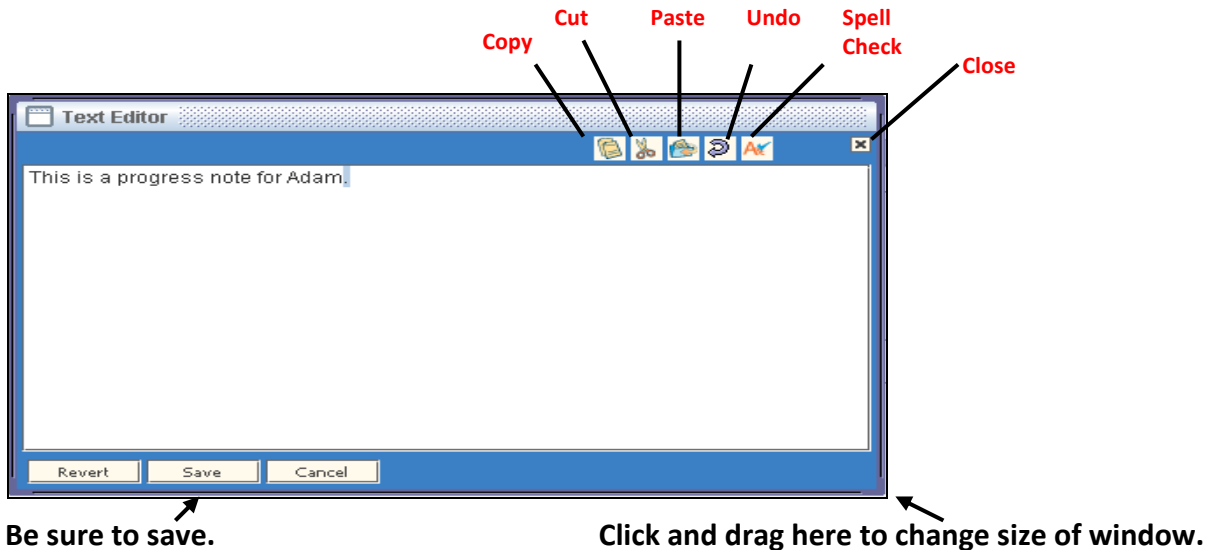 Cut Paste Undo Spell
Check
Copy
Close
Text Editor
This is a progress note for Adam.
Revert Save Cancel
Be sure to save. Click and drag here to change size of window.